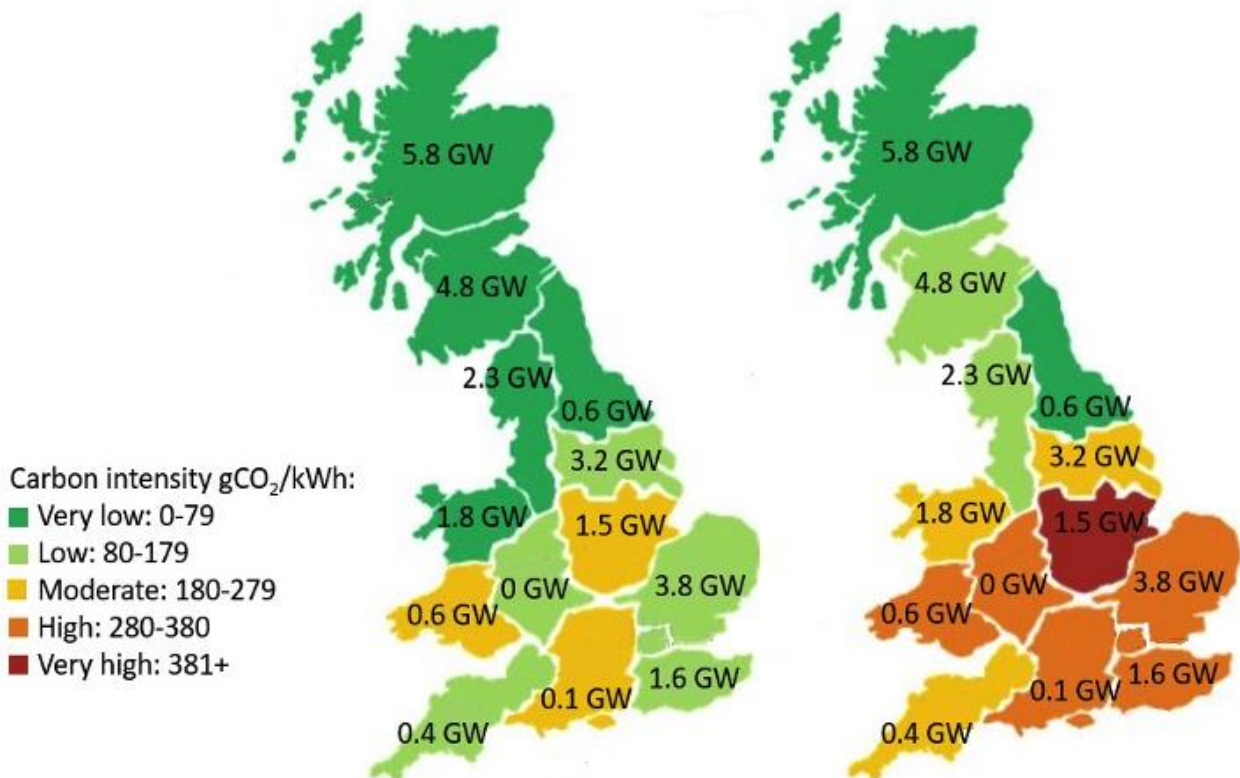 5.8 GW
4.8 GW
2.3 GW
0.6 GW
3.2 GW
1.8 GW
1.5 GW
0 GW
3.8 GW
0.6 GW
1.6 GW
0.1 GW
0.4 GW
Carbon intensity gCO₂/kWh:
Very low: 0-79
Low: 80-179
Moderate: 180-279
High: 280-380
Very high: 381+
5.8 GW
4.8 GW
2.3 GW
0.6 GW
3.2 GW
1.8 GW
1.5 GW
0 GW
3.8 GW
0.6 GW
1.6 GW
0.1 GW
0.4 GW